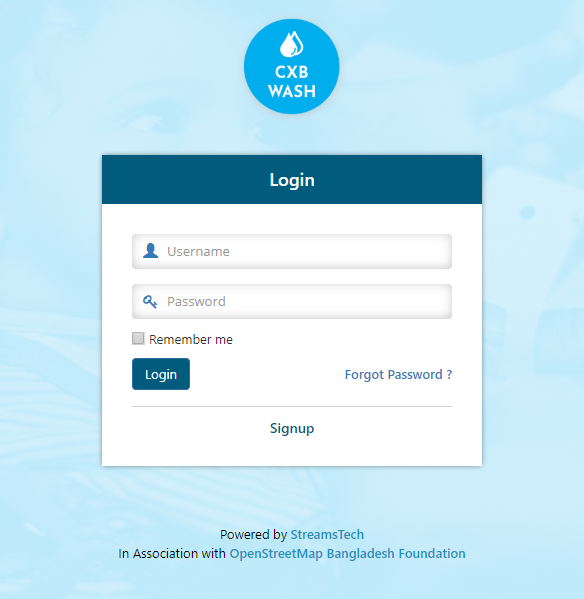 CXB
WASH
Login
Username
Password
Remember me
Login
Forgot Password ?
Signup
Powered by StreamsTech
In Association with OpenStreetMap Bangladesh Foundation